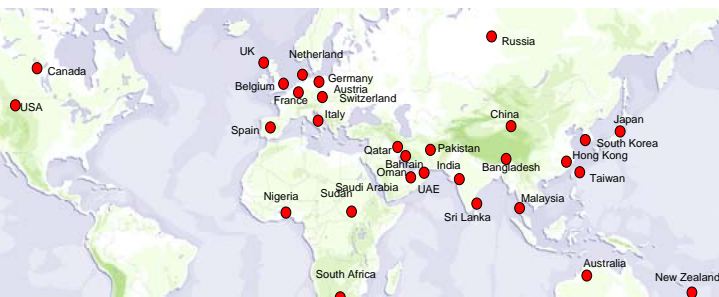 Russia
UK
Netherland
Canada
Germany
Belgium
Austria
France
Switzerland
USA
Italy
China
Japan
Spain
South Korea
Qatar
Pakistan
Hong Kong
Bahrain
India
Bangladesh
Oman
Taiwan
Saudi Arabia
UAE
Nigeria
Sudan
Malaysia
Sri Lanka
Australia
South Africa
New Zealand